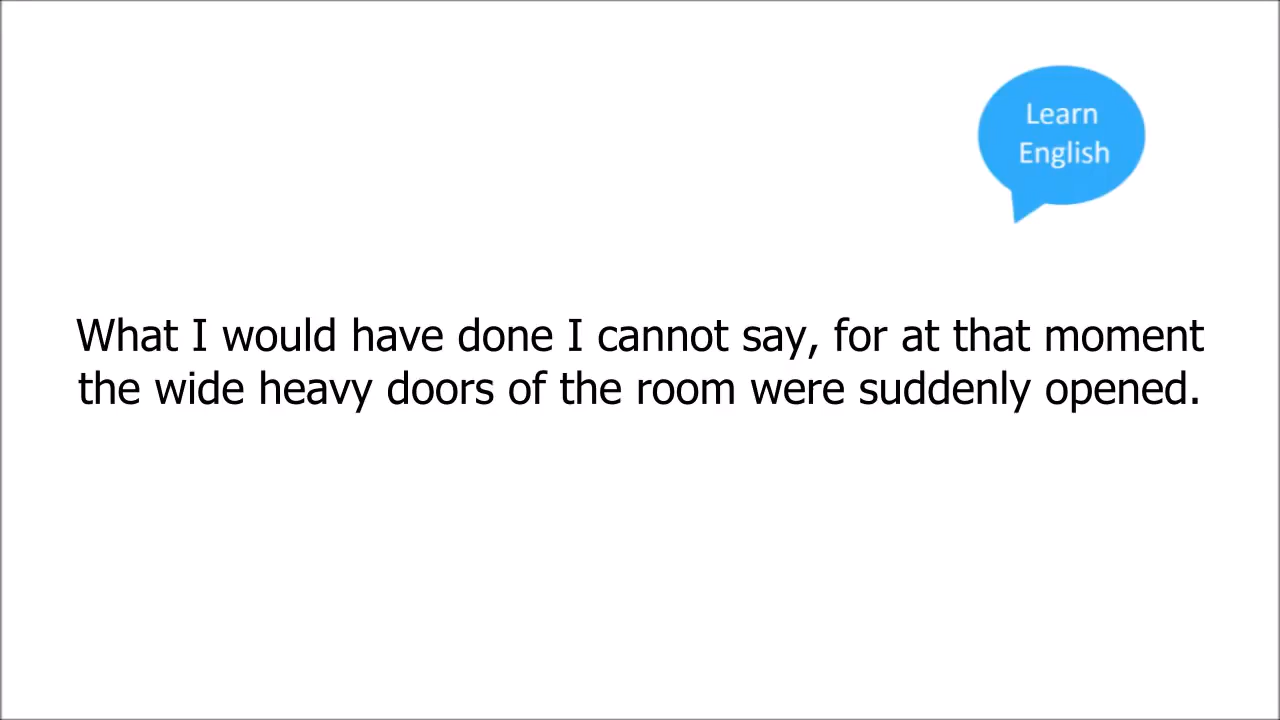 Learn
English
What I would have done I cannot say, for at that moment
the wide heavy doors of the room were suddenly opened.